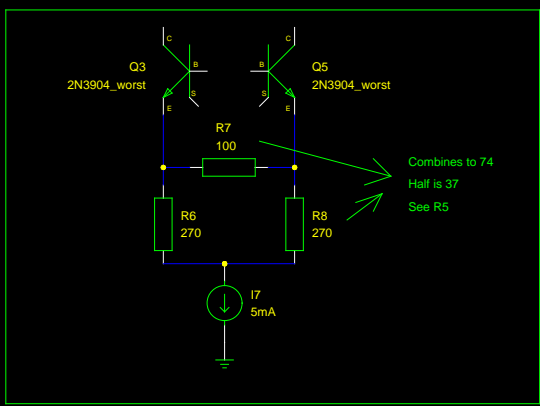 C
C
Q3
B
B
Q5
2N3904_worst
2N3904_worst
S
S
E
E
R7
100
Combines to 74
Half is 37
See R5
R6
270
R8
270
I7
5mA